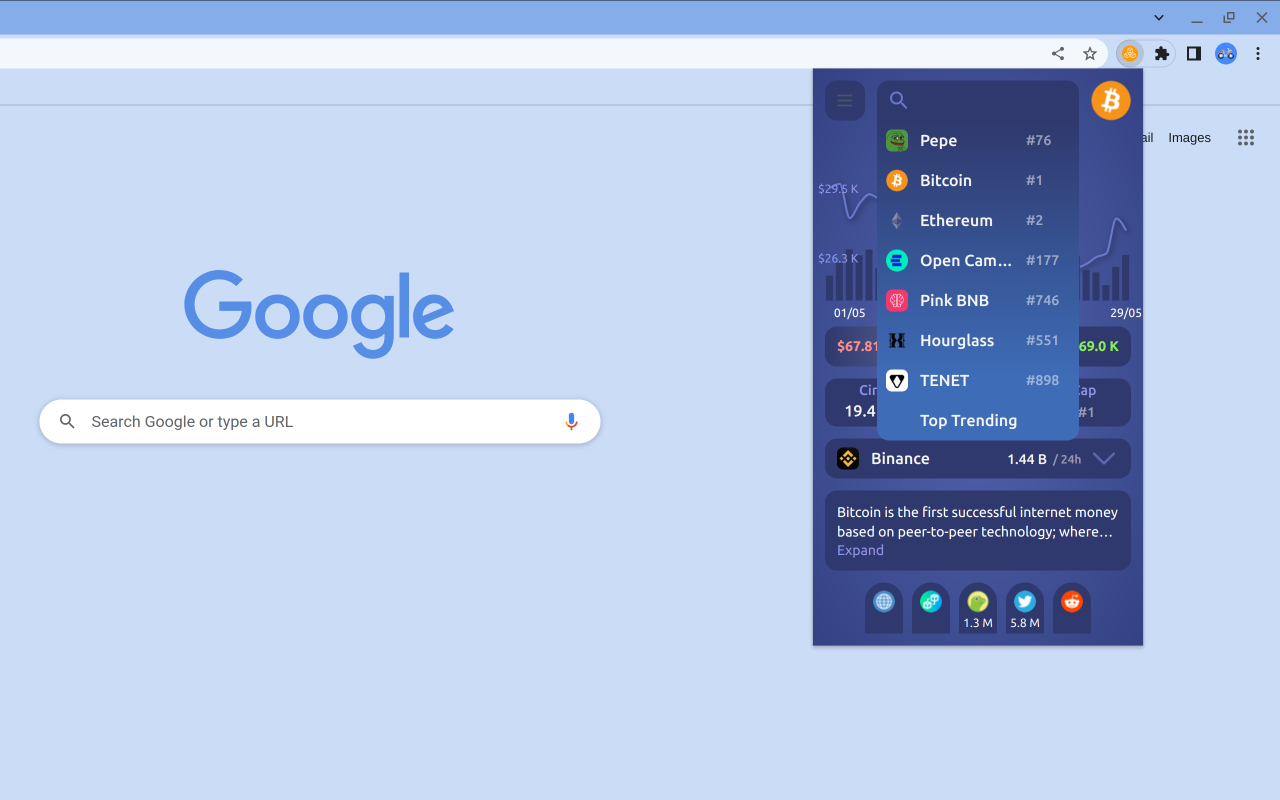 ail Images
Google
Search Google or type a URL
Pepe #76
Bitcoin #1
Ethereum #2
Open Cam... #177
Pink BNB #746
Hourglass #551
TENET #898
Top Trending
$29.5 K
$26.3 K
01/05 29/05
$67.81 69.0 K
Cir ap
19.4 #1
Binance 1.44 B / 24h
Bitcoin is the first successful internet money
based on peer-to-peer technology; where...
Expand
1.3 M 5.8 M